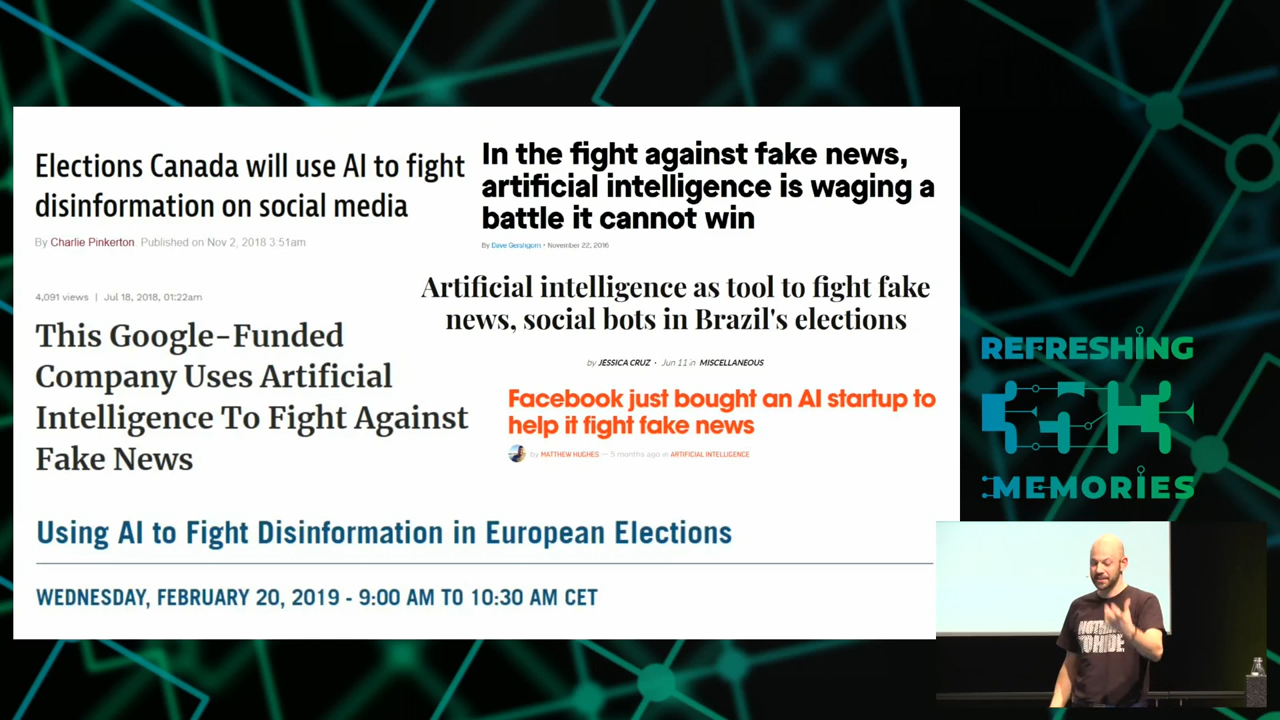 Elections Canada will use AI to fight
disinformation on social media
By Charlie Pinkerton Published on Nov 2, 2018 3:51am
In the fight against fake news,
artificial intelligence is waging a
battle it cannot win
By Dave Gershgorn • November 22, 2016
4,091 views | Jul 18, 2018, 01:22am
This Google-Funded
Company Uses Artificial
Intelligence To Fight Against
Fake News
Artificial intelligence as tool to fight fake
news, social bots in Brazil's elections
by JÉSSICA CRUZ · Jun 11 in MISCELLANEOUS
Facebook just bought an AI startup to
help it fight fake news
by MATTHEW HUGHES — 5 months ago in ARTIFICIAL INTELLIGENCE
Using AI to Fight Disinformation in European Elections
WEDNESDAY, FEBRUARY 20, 2019 - 9:00 AM TO 10:30 AM CET
REFRESHING
35C3
MEMORIES
NOTHING
TO HIDE